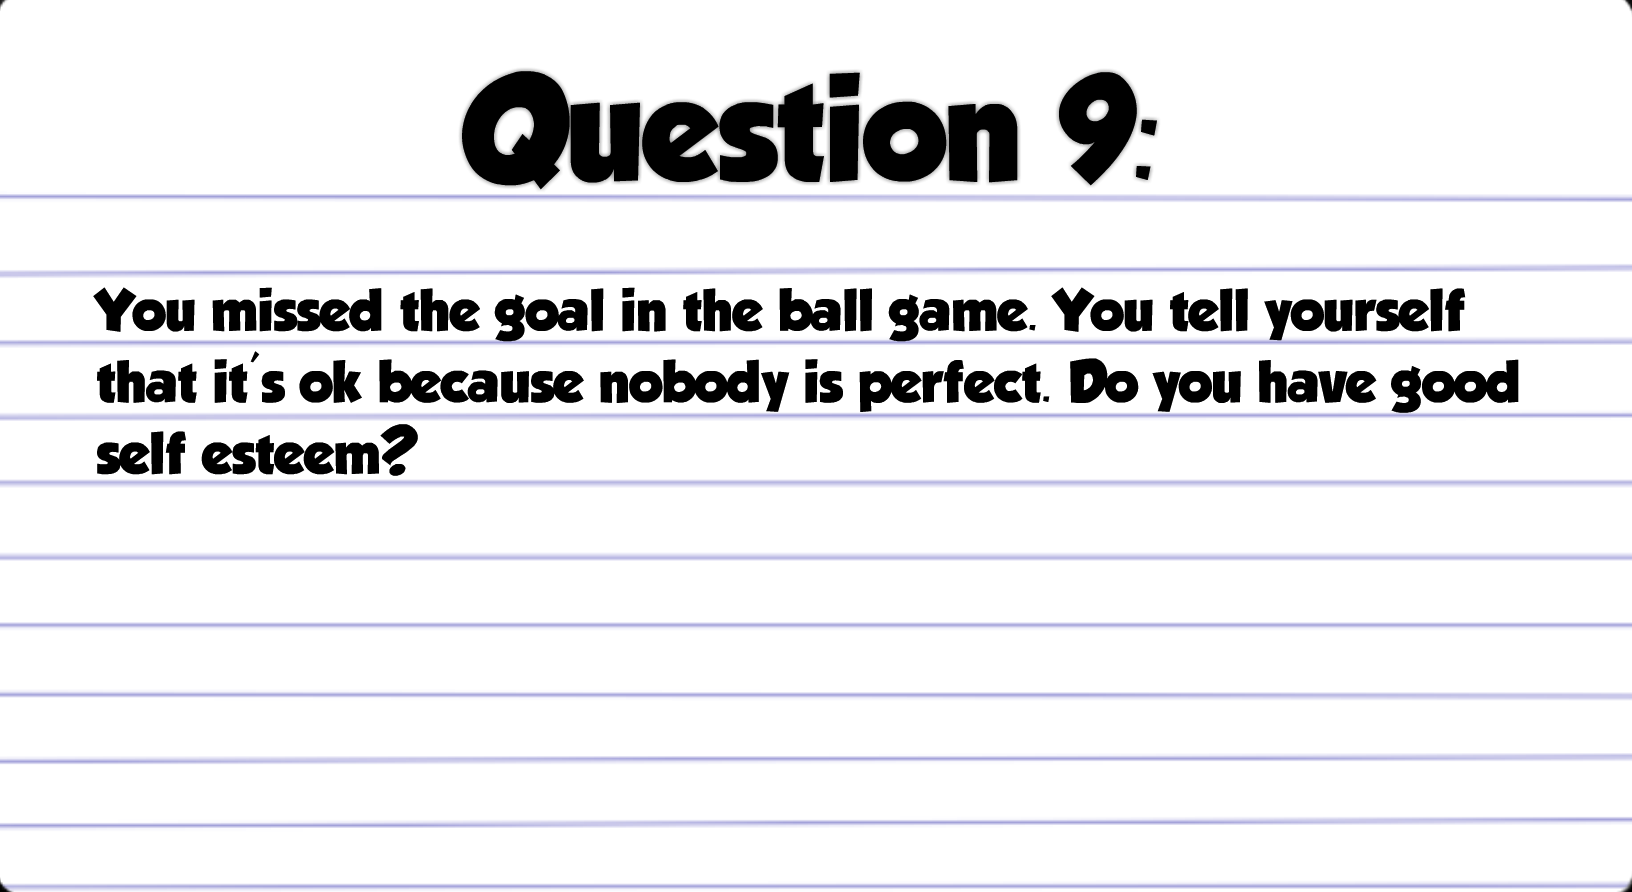 Question 9:
You missed the goal in the ball game. You tell yourself
that it's ok because nobody is perfect. Do you have good
self esteem?